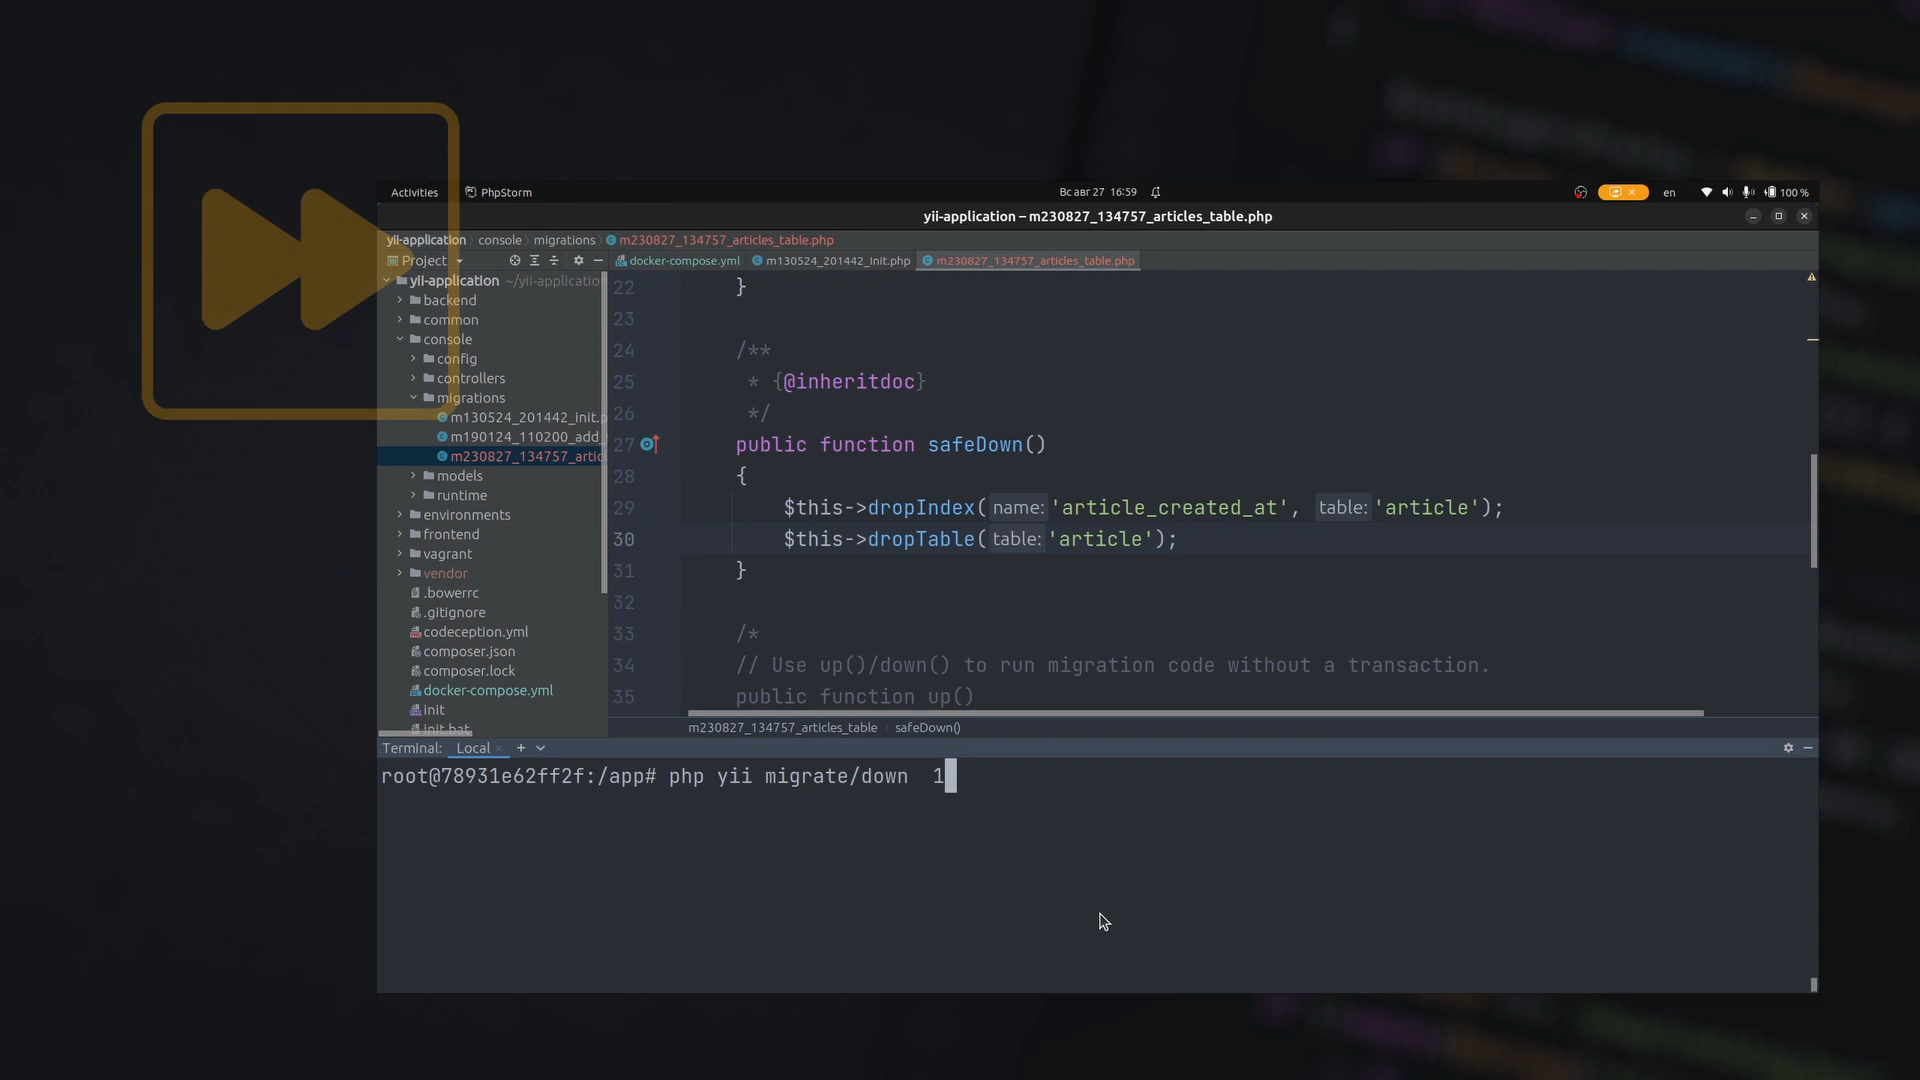 Activities PhpStorm Вс авг 27 16:59 en 100 %
yii-application – m230827_134757_articles_table.php
yii-application › console › migrations › m230827_134757_articles_table.php
Project docker-compose.yml m130524_201442_init.php m230827_134757_articles_table.php
yii-application ~/yii-application
backend
common
console
config
controllers
migrations
m130524_201442_init.p
m190124_110200_add_
m230827_134757_artic
models
runtime
environments
frontend
vagrant
vendor
.bowerrc
.gitignore
codeception.yml
composer.json
composer.lock
docker-compose.yml
init
init.bat
22 }
23
24 /**
25 * {@inheritdoc}
26 */
27 public function safeDown()
28 {
29 $this->dropIndex( name: 'article_created_at', table: 'article');
30 $this->dropTable( table: 'article');
31 }
32
33 /*
34 // Use up()/down() to run migration code without a transaction.
35 public function up()
m230827_134757_articles_table › safeDown()
Terminal: Local × +
root@78931e62ff2f:/app# php yii migrate/down  1